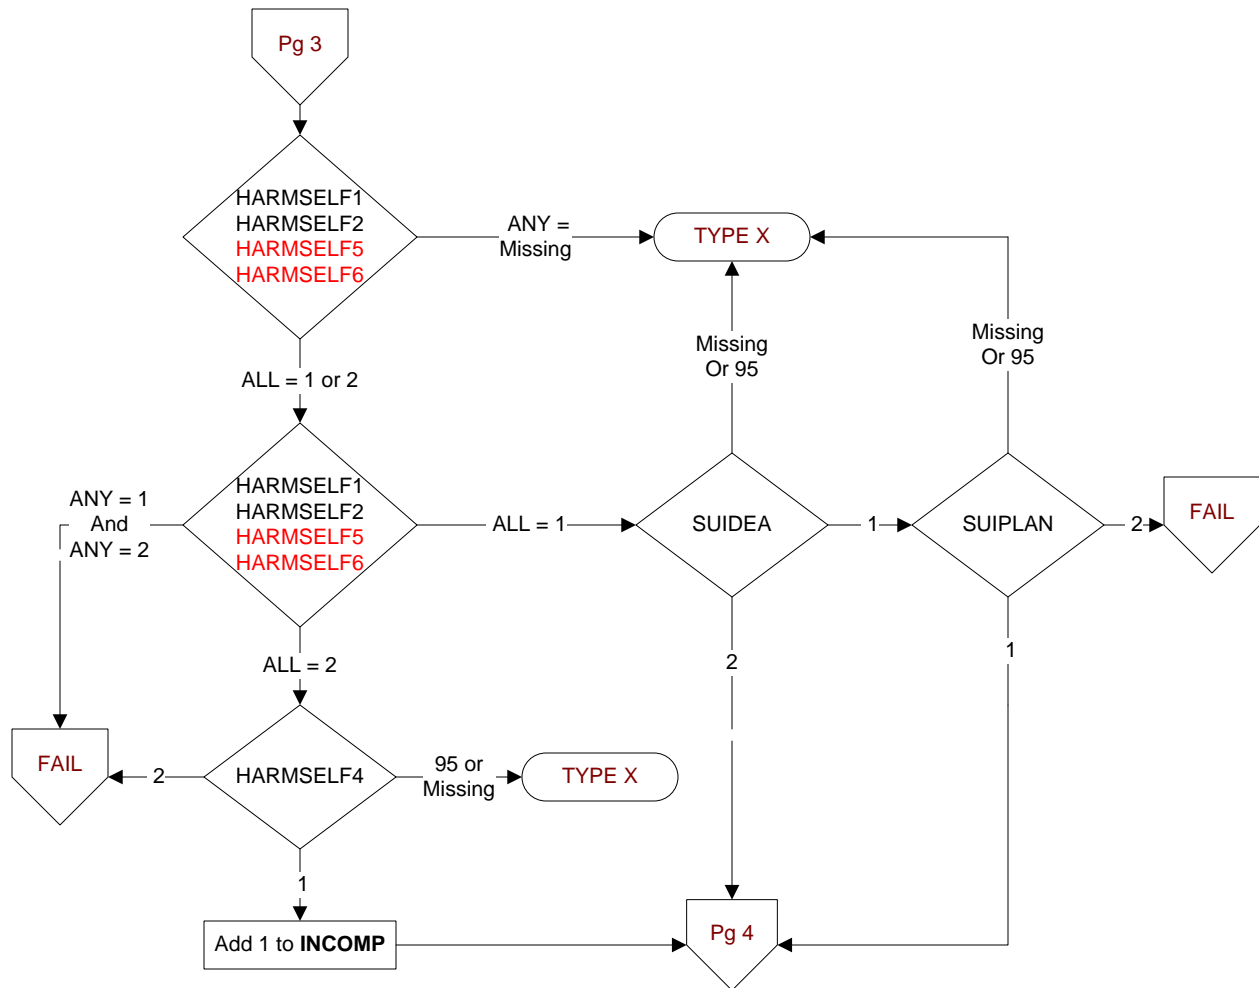 Pg 3
HARMSELF1
HARMSELF2
HARMSELF5
HARMSELF6
ANY =
Missing
TYPE X
Missing
Or 95
Missing
Or 95
ALL = 1 or 2
HARMSELF1
HARMSELF2
HARMSELF5
HARMSELF6
ANY = 1
And
ANY = 2
ALL = 1
SUIDEA
1
SUIPLAN
2
FAIL
ALL = 2
2
1
FAIL
2
HARMSELF4
95 or
Missing
TYPE X
1
Add 1 to INCOMP
Pg 4